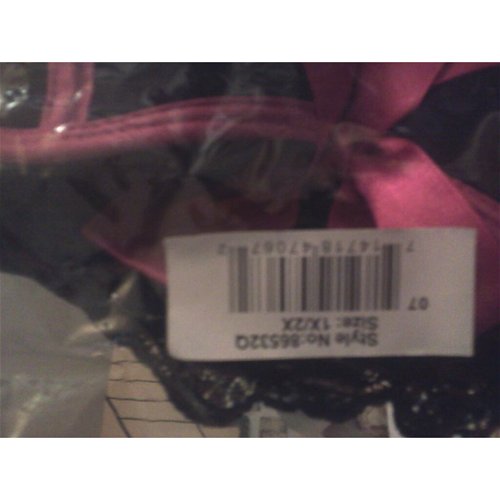 Style No:86532Q
Size: 1X/2X
07
7 14718 47067 2